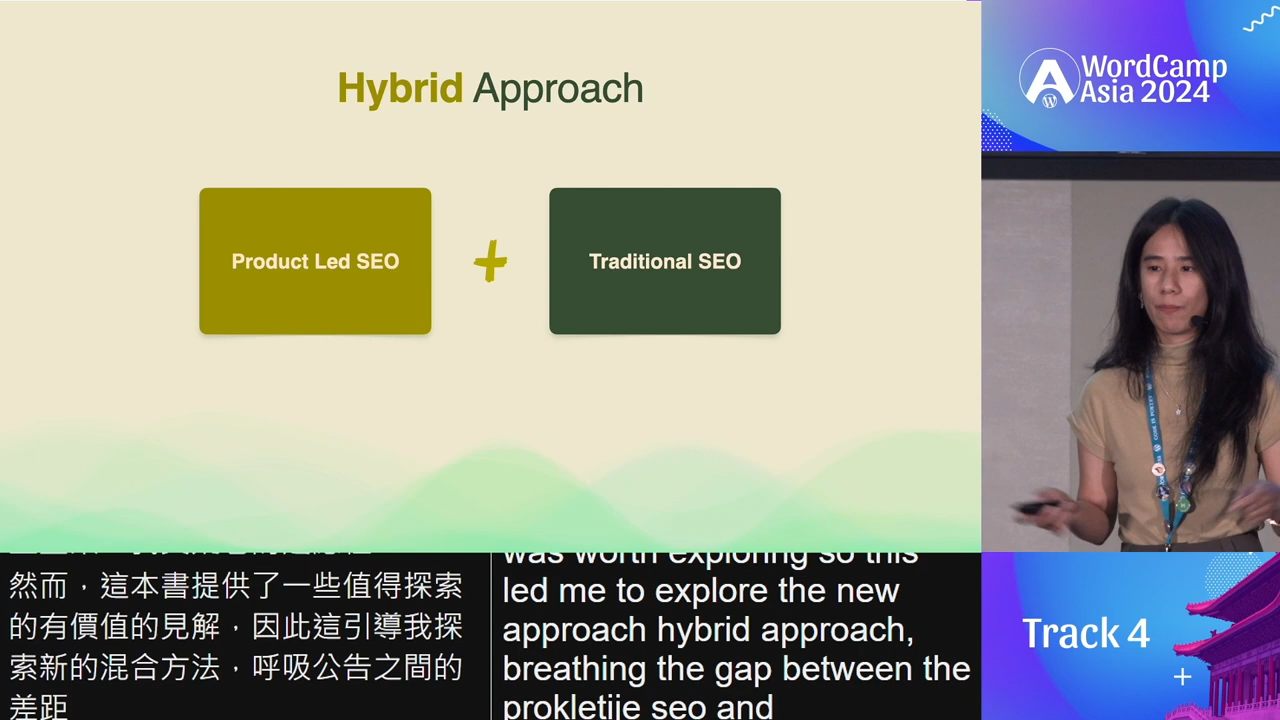 Hybrid Approach
Product Led SEO
+
Traditional SEO
然而，這本書提供了一些值得探索
的有價值的見解，因此這引導我探
索新的混合方法，呼吸公告之間的
差距
was worth exploring so this
led me to explore the new
approach hybrid approach,
breathing the gap between the
prokletije seo and
WordCamp
Asia 2024
Track 4